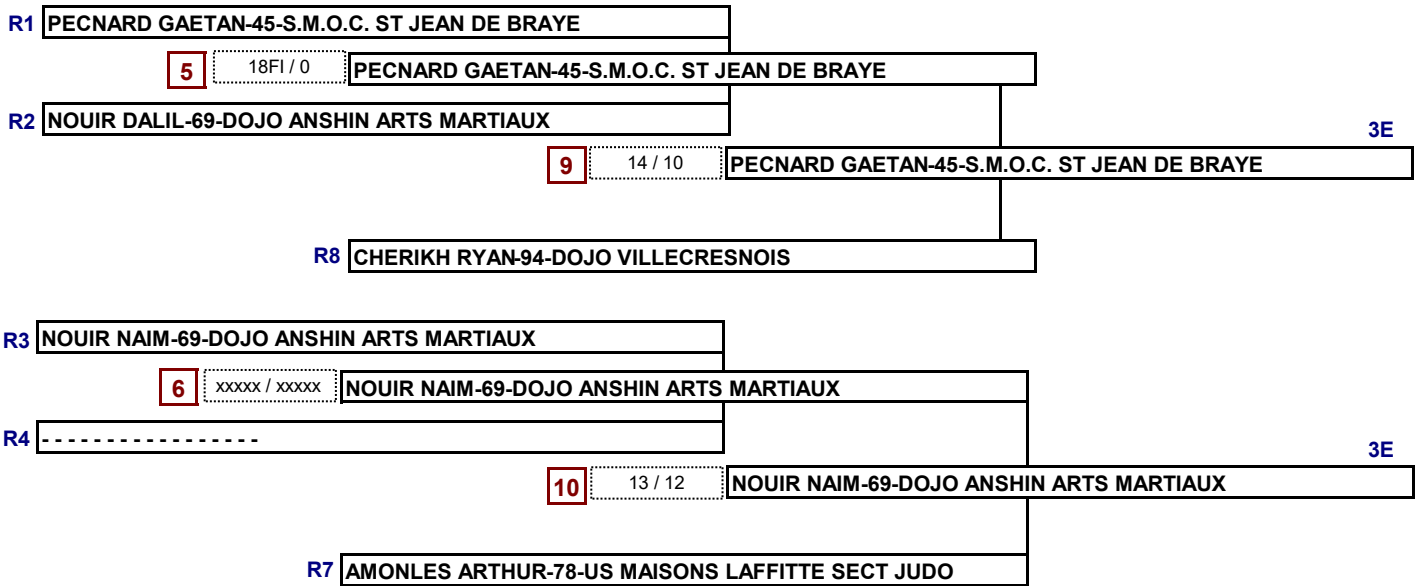 R1 PECNARD GAETAN-45-S.M.O.C. ST JEAN DE BRAYE
5 18FI / 0 PECNARD GAETAN-45-S.M.O.C. ST JEAN DE BRAYE
R2 NOUIR DALIL-69-DOJO ANSHIN ARTS MARTIAUX
3E
9 14 / 10 PECNARD GAETAN-45-S.M.O.C. ST JEAN DE BRAYE
R8 CHERIKH RYAN-94-DOJO VILLECRESNOIS
R3 NOUIR NAIM-69-DOJO ANSHIN ARTS MARTIAUX
6 xxxxx / xxxxx NOUIR NAIM-69-DOJO ANSHIN ARTS MARTIAUX
R4 - - - - - - - - - - - - - - - - -
3E
10 13 / 12 NOUIR NAIM-69-DOJO ANSHIN ARTS MARTIAUX
R7 AMONLES ARTHUR-78-US MAISONS LAFFITTE SECT JUDO